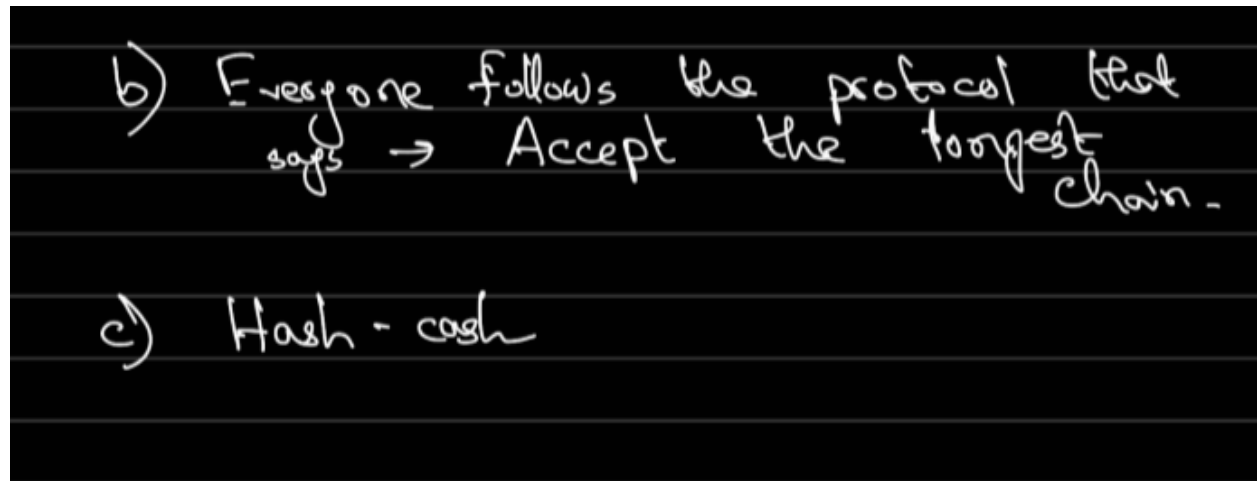 b) Everyone follows the protocol that
says → Accept the longest
chain.
c) Hash-cash